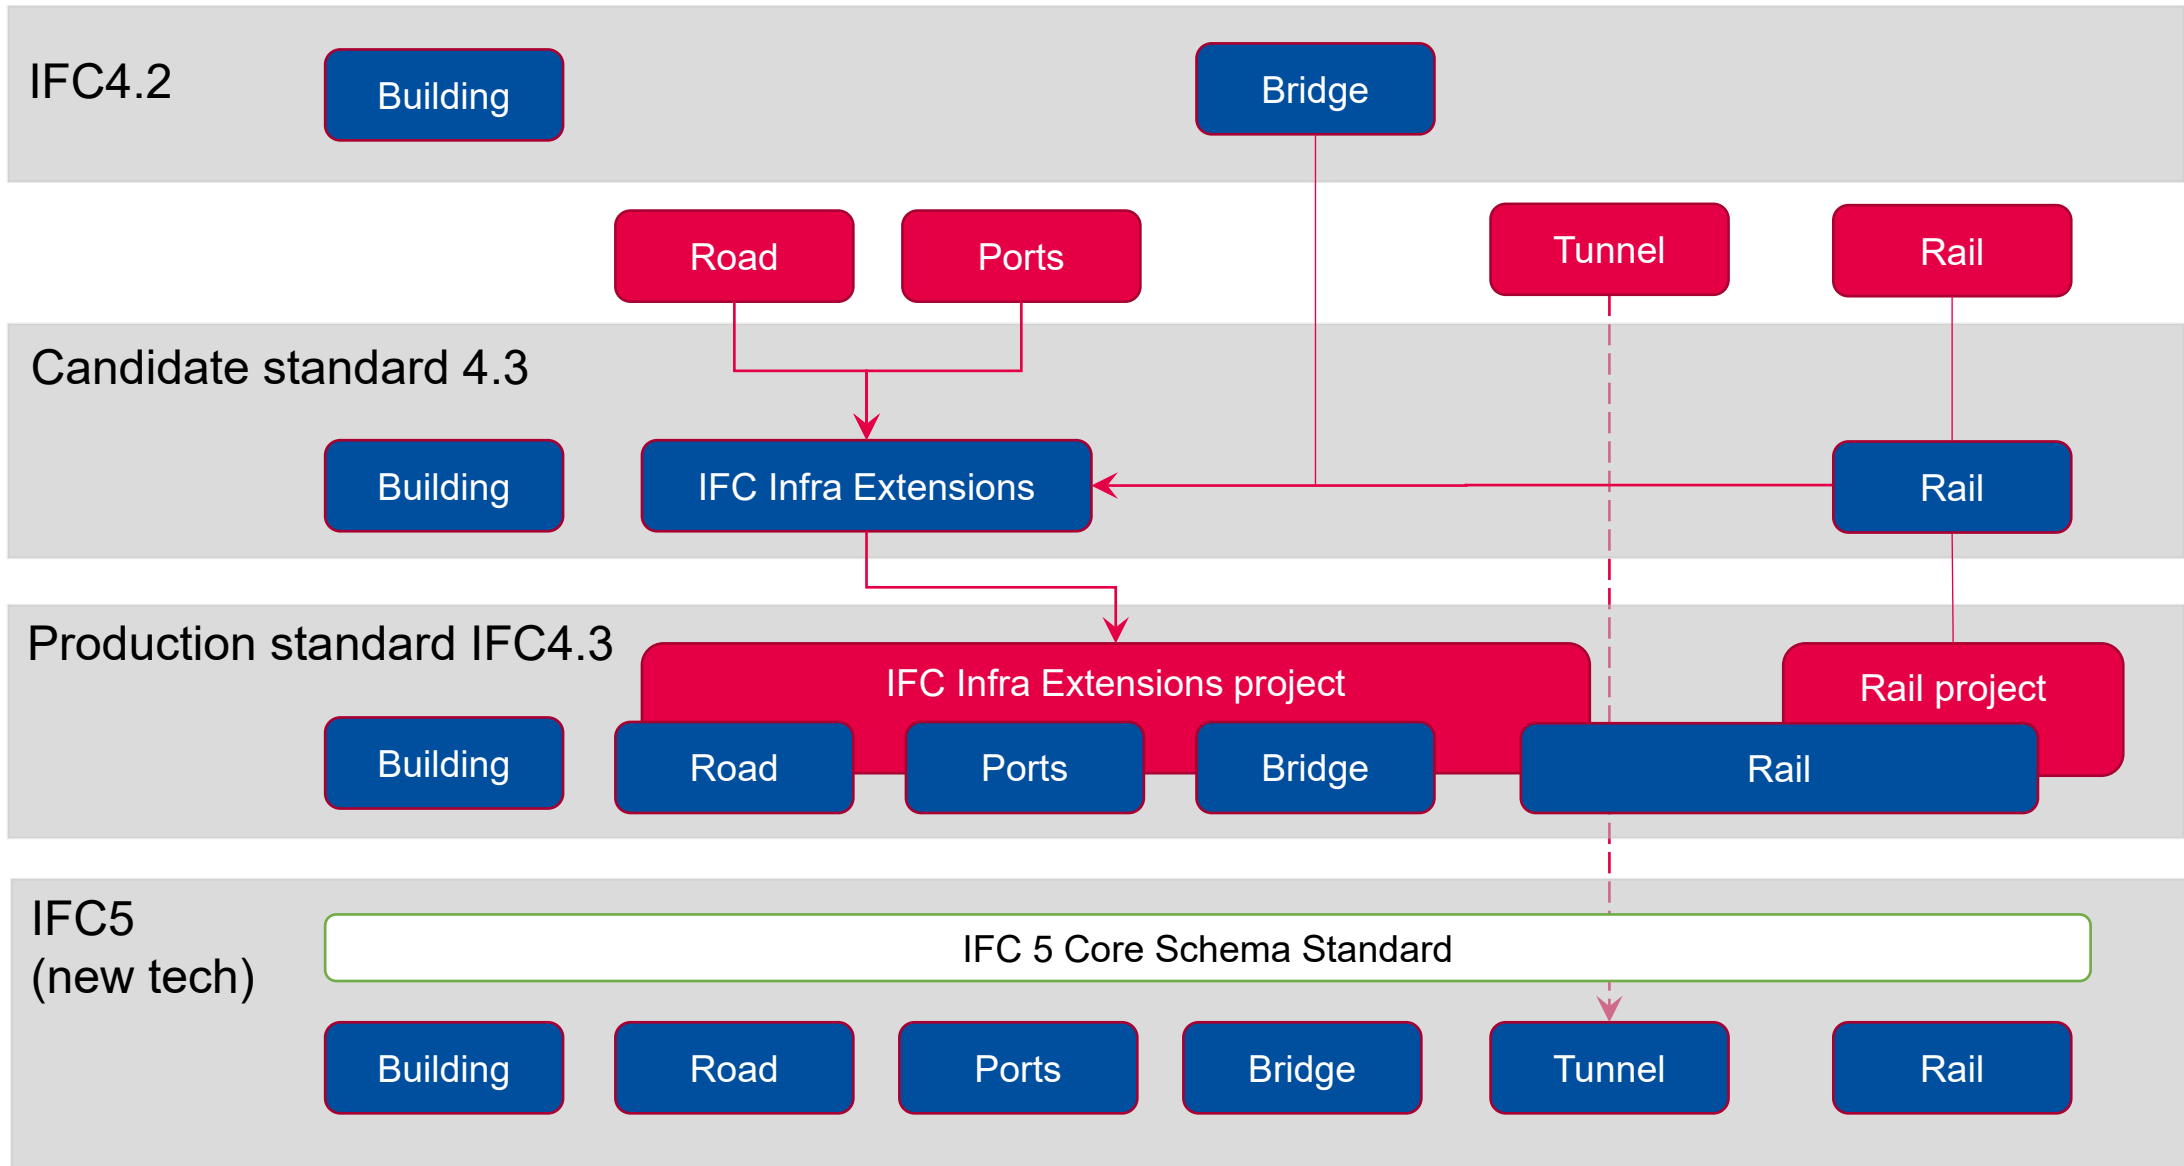 IFC4.2
Building
Bridge
Road
Ports
Tunnel
Rail
Candidate standard 4.3
Building
IFC Infra Extensions
Rail
Production standard IFC4.3
IFC Infra Extensions project
Rail project
Building
Road
Ports
Bridge
Rail
IFC5
(new tech)
IFC 5 Core Schema Standard
Building
Road
Ports
Bridge
Tunnel
Rail